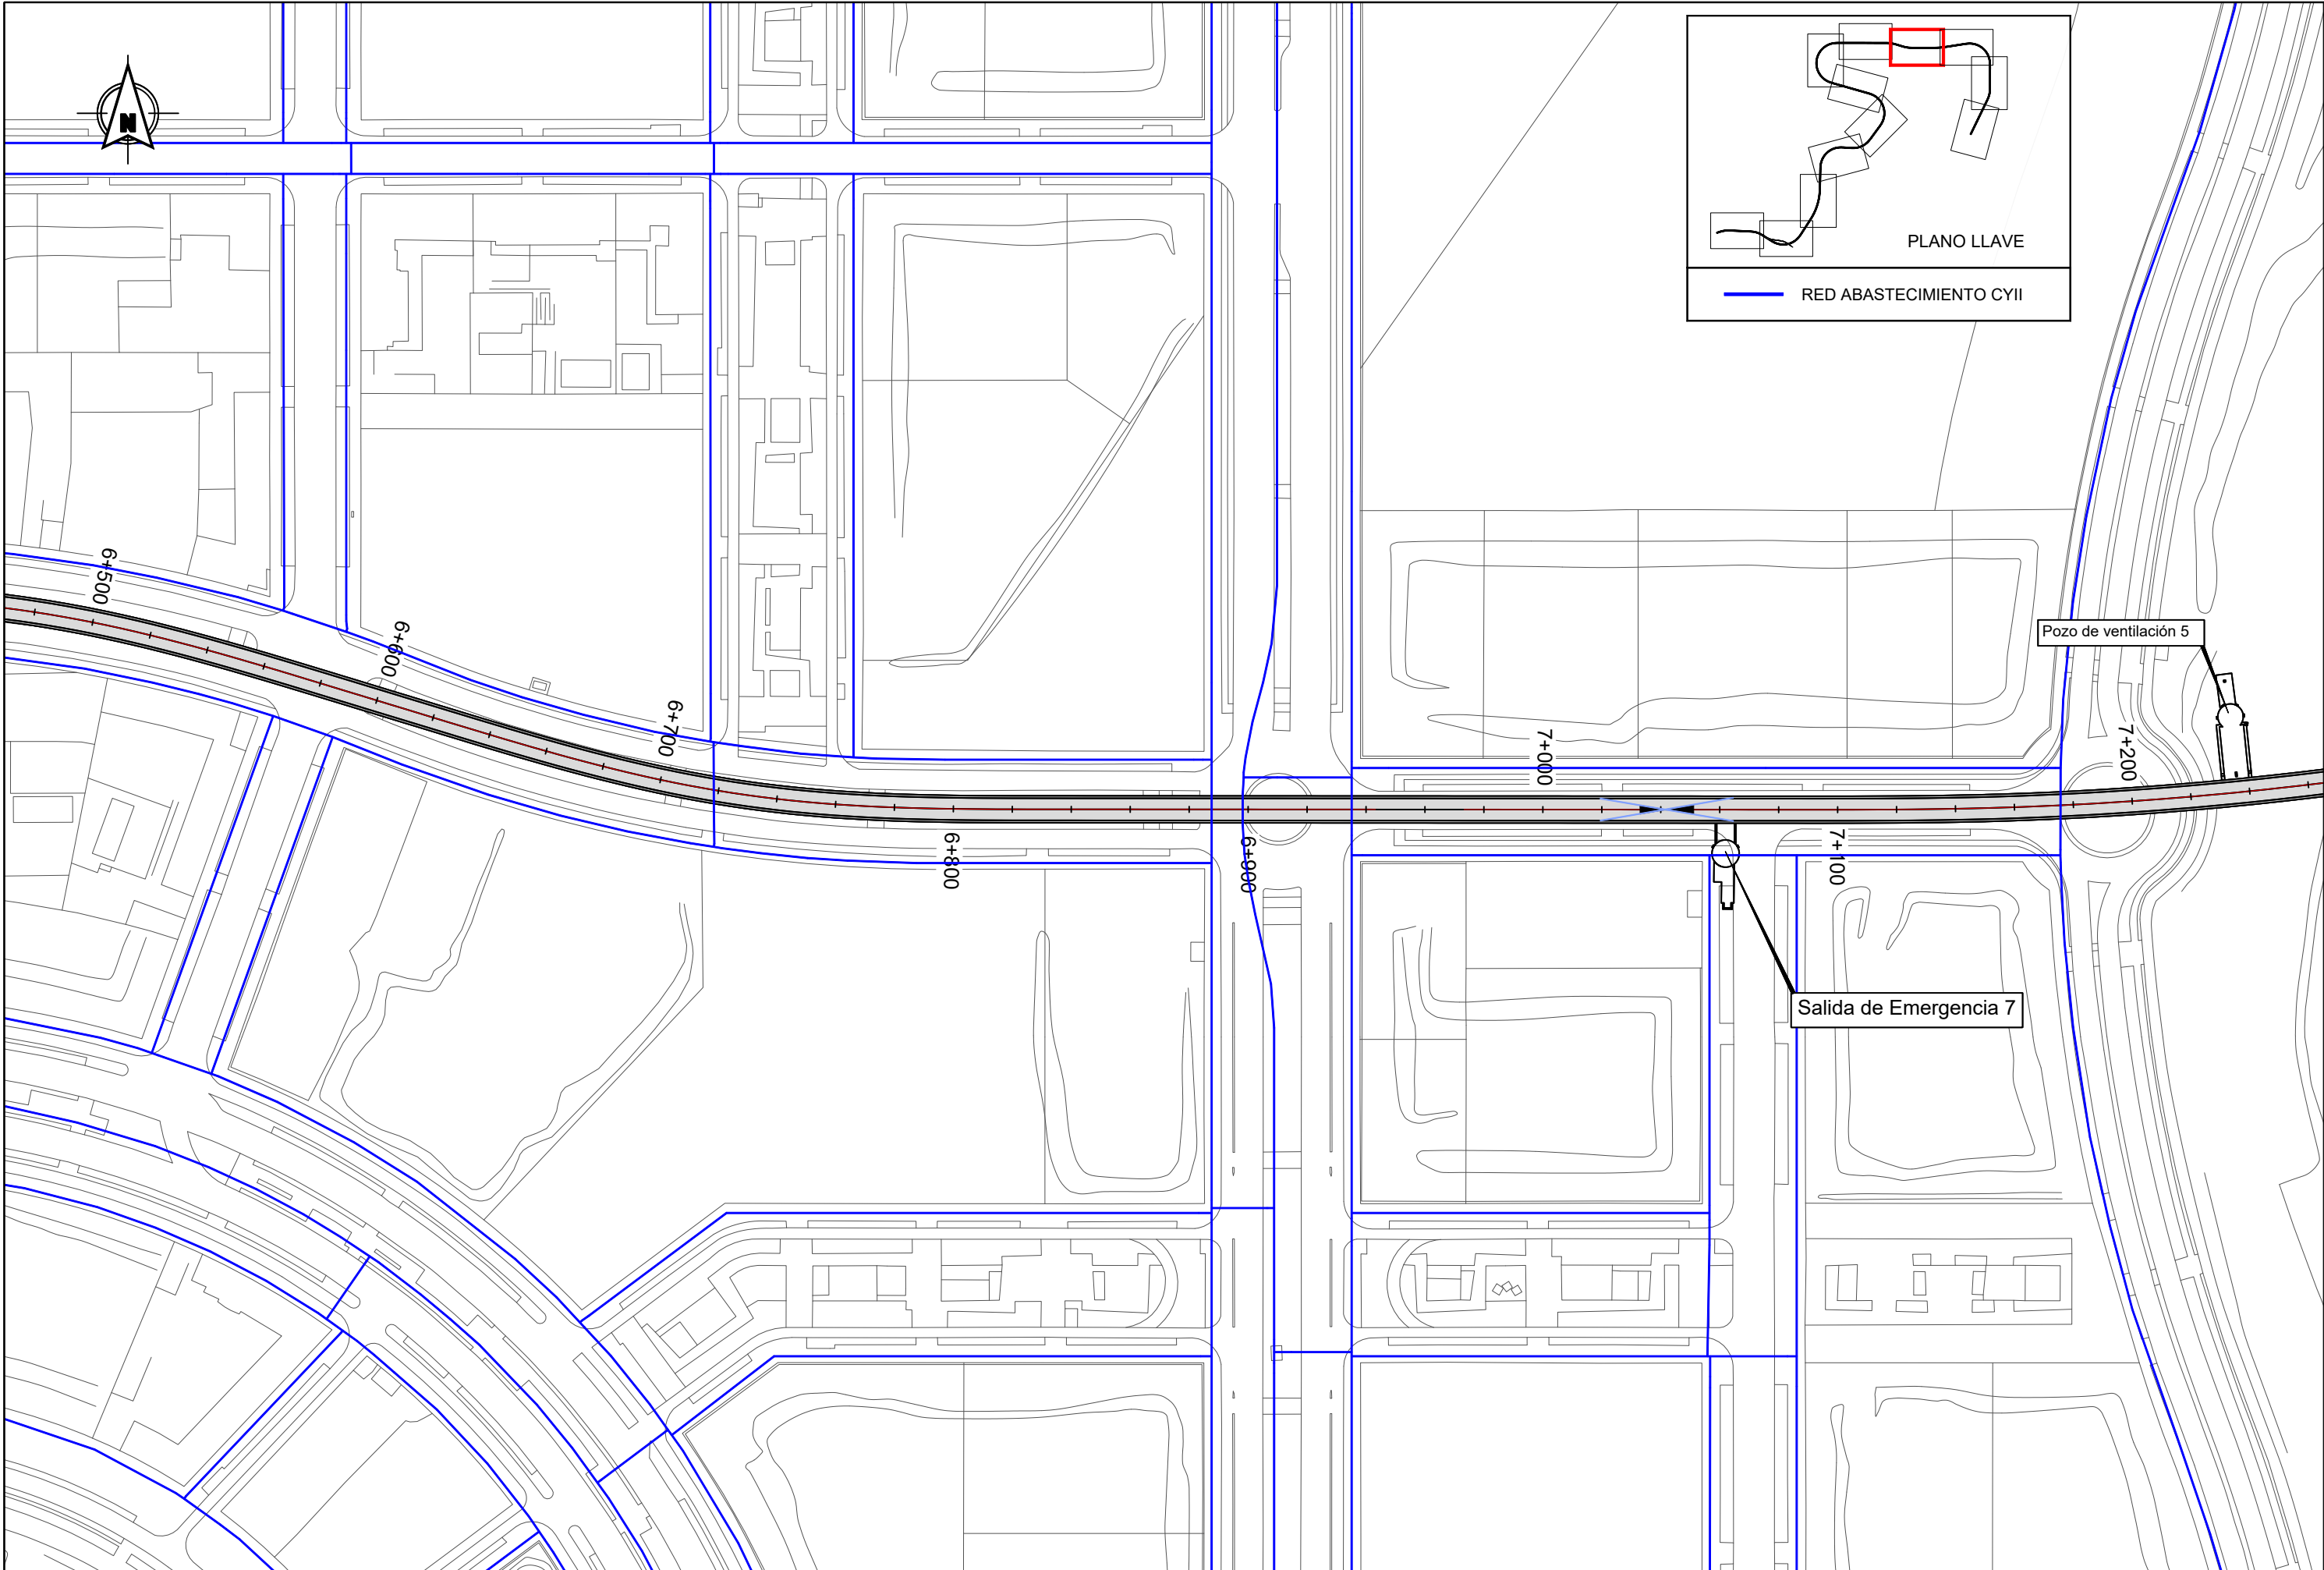 N
PLANO LLAVE
RED ABASTECIMIENTO CYII
6+500
6+600
6+700
6+800
6+900
7+000
7+100
7+200
Pozo de ventilación 5
Salida de Emergencia 7